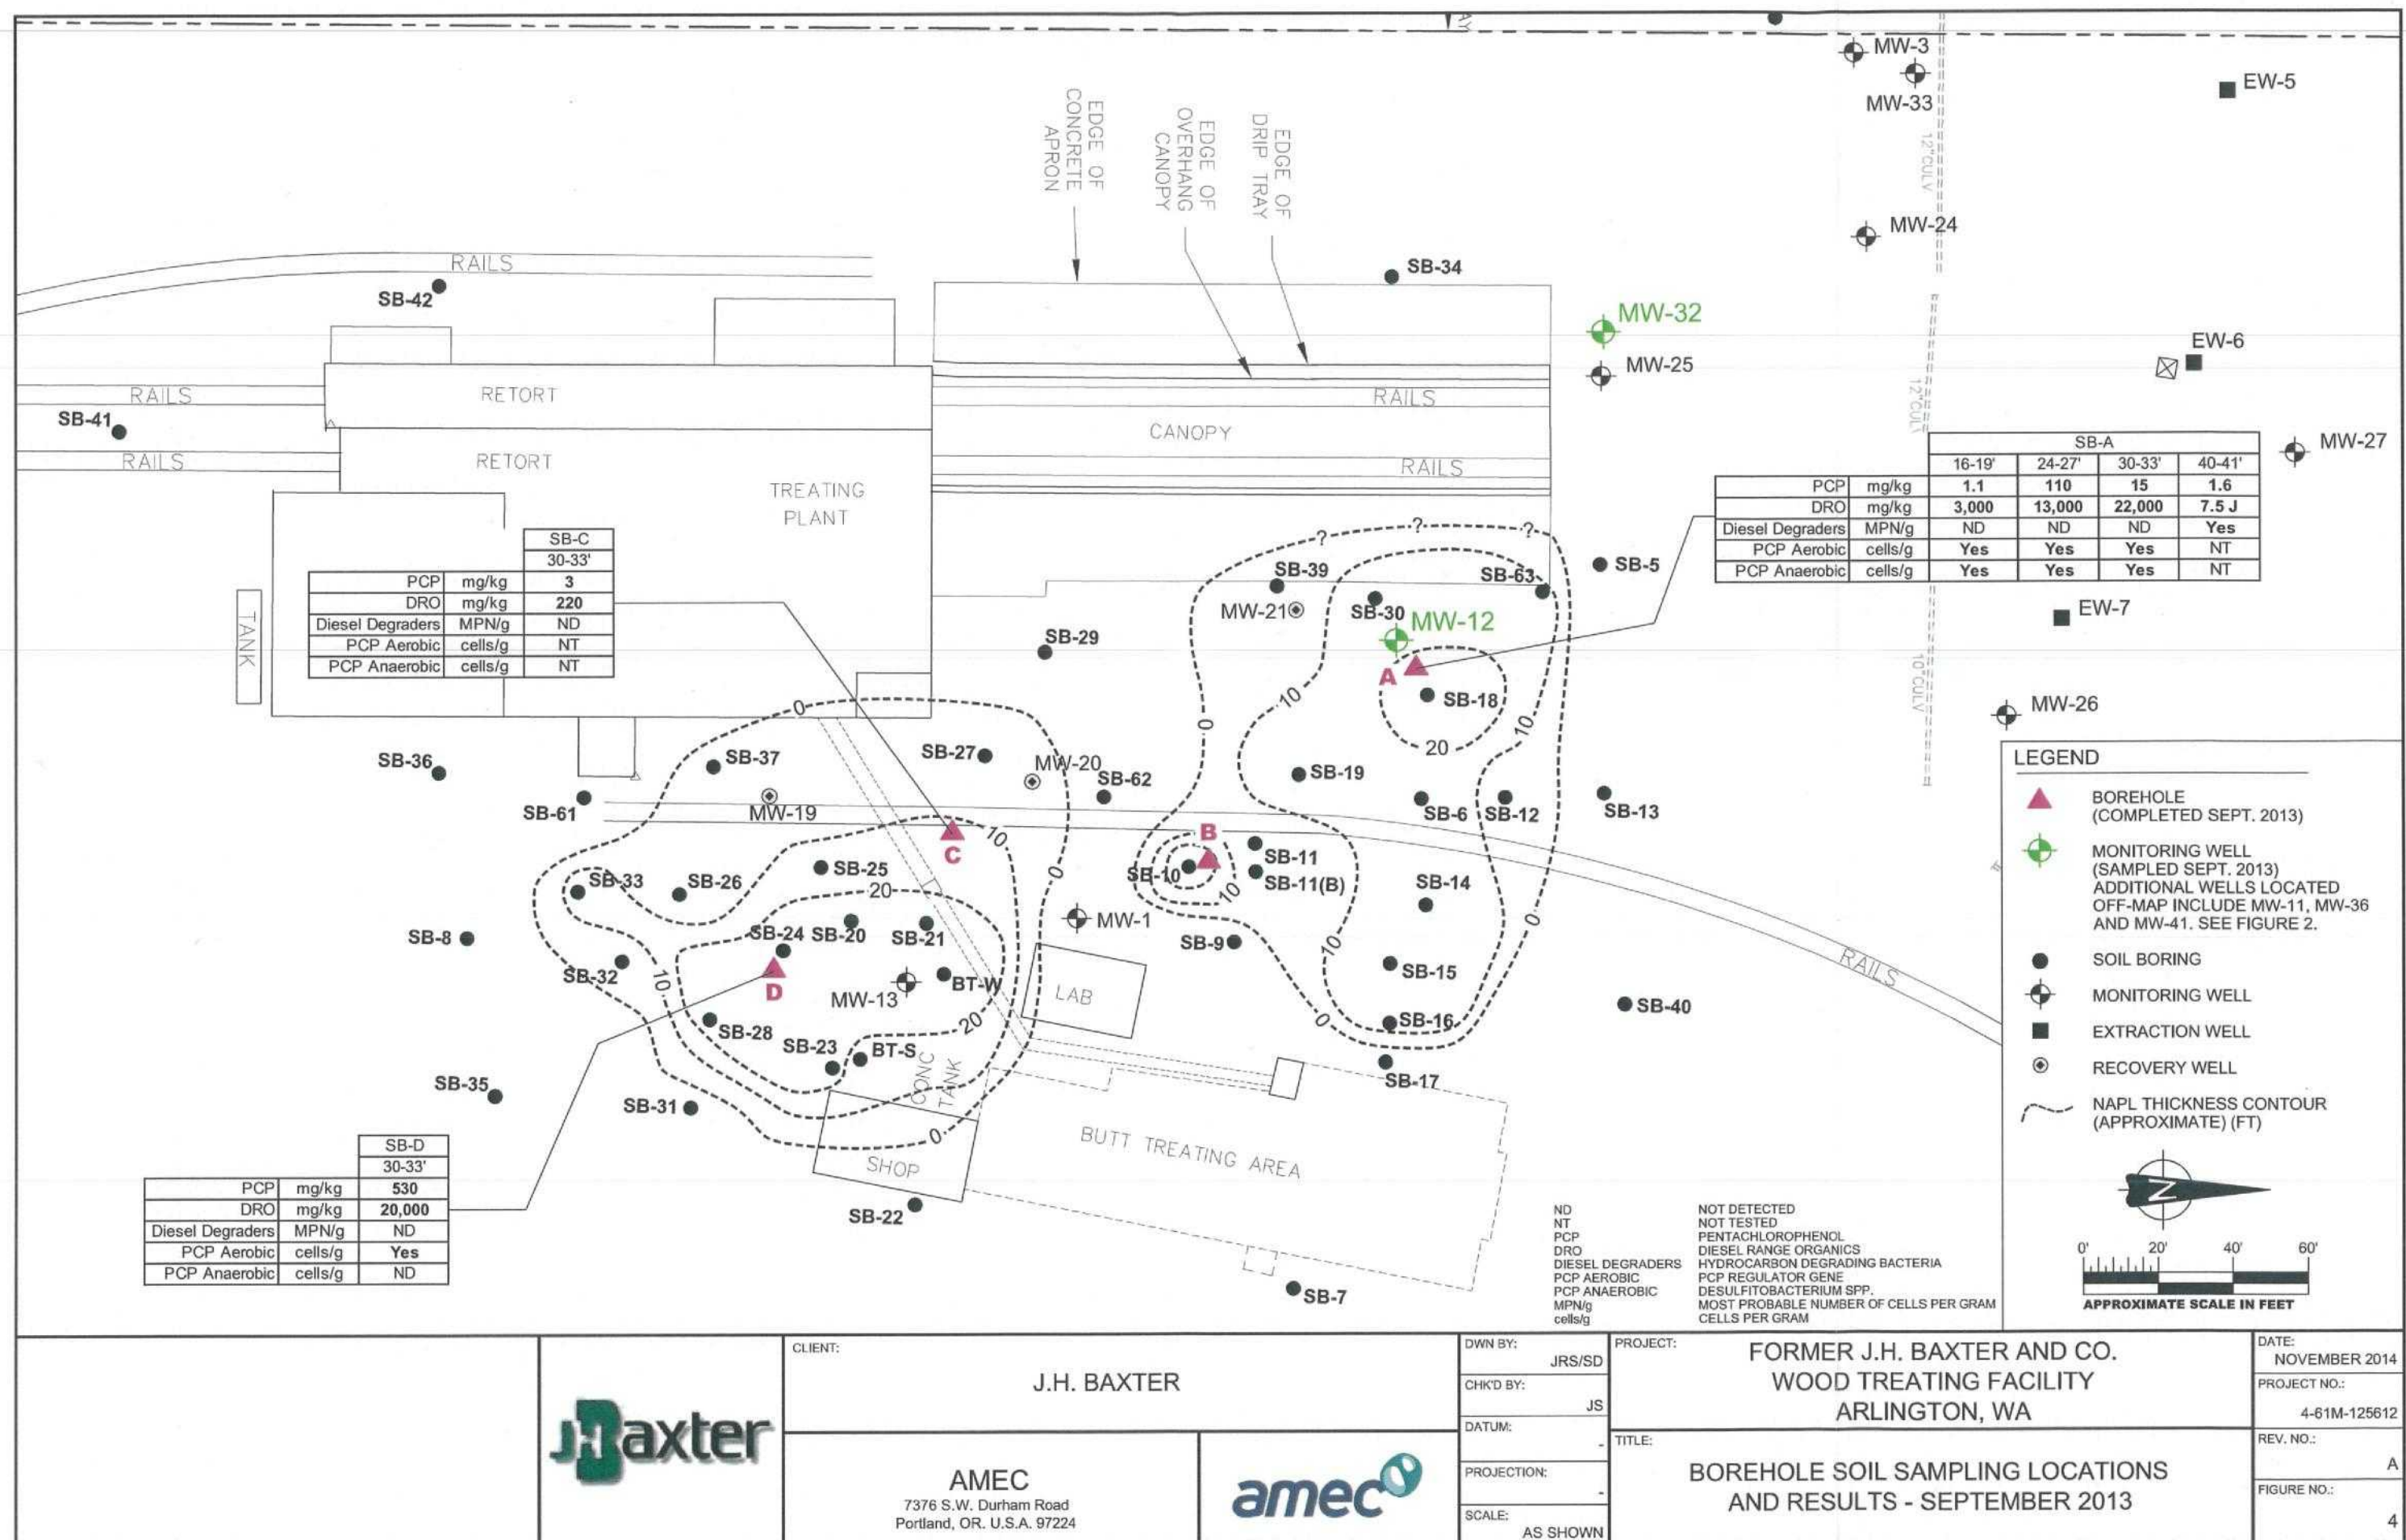 MW-3
MW-33
EW-5
12"CULV
MW-24
EDGE OF
CONCRETE
APRON
EDGE OF
OVERHANG
CANOPY
EDGE OF
DRIP TRAY
RAILS
SB-42
SB-34
MW-32
MW-25
EW-6
MW-27
RAILS
RETORT
RAILS
SB-41
CANOPY
12"CULV
RAILS
RETORT
RAILS
TREATING
PLANT
SB-A
16-19' 24-27' 30-33' 40-41'
PCP mg/kg 1.1 110 15 1.6
DRO mg/kg 3,000 13,000 22,000 7.5 J
Diesel Degraders MPN/g ND ND ND Yes
PCP Aerobic cells/g Yes Yes Yes NT
PCP Anaerobic cells/g Yes Yes Yes NT
SB-C
30-33'
PCP mg/kg 3
DRO mg/kg 220
Diesel Degraders MPN/g ND
PCP Aerobic cells/g NT
PCP Anaerobic cells/g NT
TANK
? ? ?
SB-39
SB-63
SB-5
MW-21
SB-30
MW-12
EW-7
SB-29
A
SB-18
10
20
10
0
0
10"CULV
MW-26
SB-36
SB-37
SB-27
MW-20
SB-62
SB-19
SB-61
MW-19
SB-6
SB-12
SB-13
C
10
B
SB-11
SB-10
SB-11(B)
10
SB-33
SB-26
SB-25
20
0
SB-14
SB-8
SB-24
SB-20
SB-21
MW-1
SB-9
10
0
SB-32
10
D
MW-13
BT-W
LAB
SB-15
RAILS
SB-28
20
SB-16
0
SB-40
SB-23
BT-S
CONC
TANK
SB-17
SB-35
SB-31
0
SHOP
BUTT TREATING AREA
SB-22
SB-7
SB-D
30-33'
PCP mg/kg 530
DRO mg/kg 20,000
Diesel Degraders MPN/g ND
PCP Aerobic cells/g Yes
PCP Anaerobic cells/g ND
LEGEND
BOREHOLE
(COMPLETED SEPT. 2013)
MONITORING WELL
(SAMPLED SEPT. 2013)
ADDITIONAL WELLS LOCATED
OFF-MAP INCLUDE MW-11, MW-36
AND MW-41. SEE FIGURE 2.
SOIL BORING
MONITORING WELL
EXTRACTION WELL
RECOVERY WELL
NAPL THICKNESS CONTOUR
(APPROXIMATE) (FT)
N
0' 20' 40' 60'
APPROXIMATE SCALE IN FEET
ND NOT DETECTED
NT NOT TESTED
PCP PENTACHLOROPHENOL
DRO DIESEL RANGE ORGANICS
DIESEL DEGRADERS HYDROCARBON DEGRADING BACTERIA
PCP AEROBIC PCP REGULATOR GENE
PCP ANAEROBIC DESULFITOBACTERIUM SPP.
MPN/g MOST PROBABLE NUMBER OF CELLS PER GRAM
cells/g CELLS PER GRAM
JHBaxter
CLIENT:
J.H. BAXTER
AMEC
7376 S.W. Durham Road
Portland, OR. U.S.A. 97224
amec
DWN BY:
JRS/SD
CHK'D BY:
JS
DATUM:
-
PROJECTION:
-
SCALE:
AS SHOWN
PROJECT:
FORMER J.H. BAXTER AND CO.
WOOD TREATING FACILITY
ARLINGTON, WA
TITLE:
BOREHOLE SOIL SAMPLING LOCATIONS
AND RESULTS - SEPTEMBER 2013
DATE:
NOVEMBER 2014
PROJECT NO.:
4-61M-125612
REV. NO.:
A
FIGURE NO.:
4